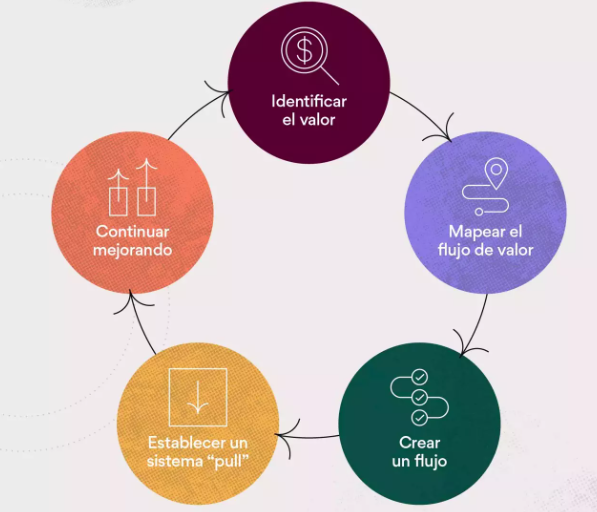 Identificar
el valor
Mapear el
flujo de valor
Crear
un flujo
Establecer un
sistema “pull”
Continuar
mejorando